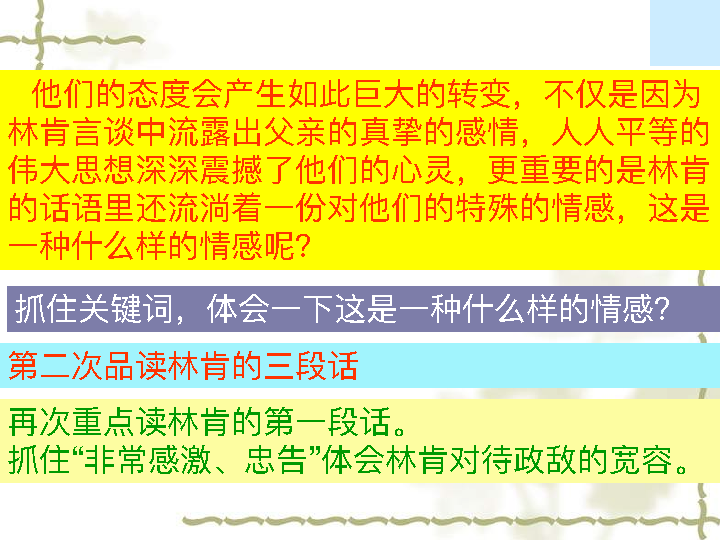 他们的态度会产生如此巨大的转变，不仅是因为
林肯言谈中流露出父亲的真挚的感情，人人平等的
伟大思想深深震撼了他们的心灵，更重要的是林肯
的话语里还流淌着一份对他们的特殊的情感，这是
一种什么样的情感呢？
抓住关键词，体会一下这是一种什么样的情感？
第二次品读林肯的三段话
再次重点读林肯的第一段话。
抓住“非常感激、忠告”体会林肯对待政敌的宽容。